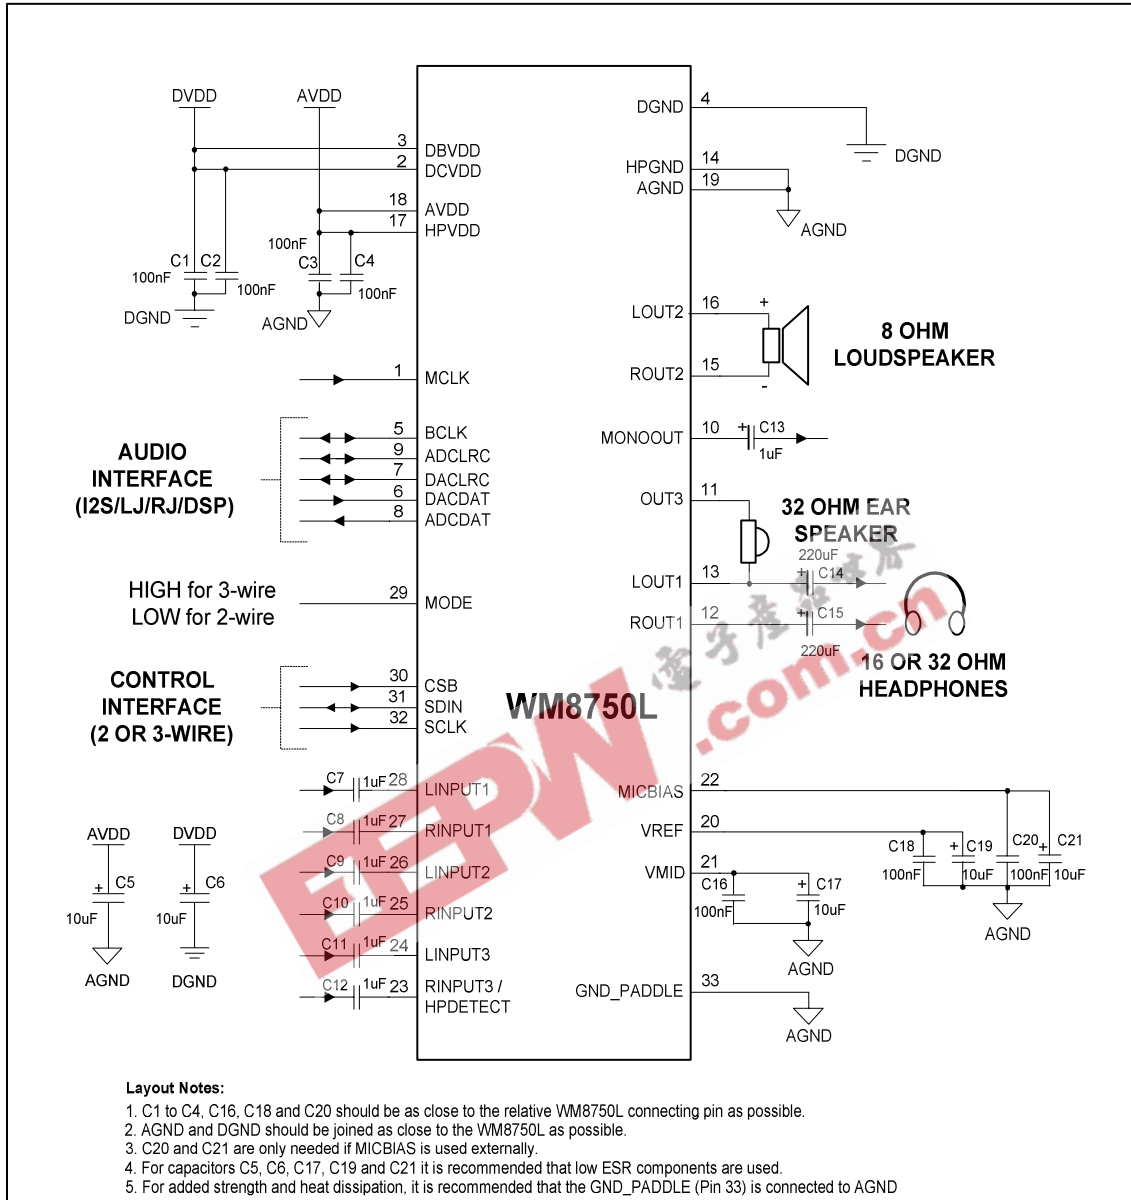 DVDD
AVDD
3
DBVDD
2
DCVDD
18
AVDD
17
HPVDD
100nF
C1
C2
C3
C4
100nF
100nF
100nF
DGND
AGND
DGND
4
DGND
HPGND
14
AGND
19
AGND
LOUT2
16
+
ROUT2
15
-
8 OHM
LOUDSPEAKER
1
MCLK
AUDIO
INTERFACE
(I2S/LJ/RJ/DSP)
5
BCLK
9
ADCLRC
7
DACLRC
6
DACDAT
8
ADCDAT
MONOOUT
10
+
C13
1uF
OUT3
11
32 OHM EAR
SPEAKER
220uF
LOUT1
13
+
C14
ROUT1
12
+
C15
220uF
16 OR 32 OHM
HEADPHONES
HIGH for 3-wire
LOW for 2-wire
29
MODE
CONTROL
INTERFACE
(2 OR 3-WIRE)
30
CSB
31
SDIN
32
SCLK
WM8750L
EEPW
電子産品世界
.com.cn
C7
1uF
28
LINPUT1
C8
1uF
27
RINPUT1
C9
1uF
26
LINPUT2
C10
1uF
25
RINPUT2
C11
1uF
24
LINPUT3
C12
1uF
23
RINPUT3 /
HPDETECT
AVDD
DVDD
+
C5
10uF
+
C6
10uF
AGND
DGND
MICBIAS
22
VREF
20
C18
100nF
+
C19
10uF
C20
100nF
+
C21
10uF
AGND
VMID
21
C16
100nF
+
C17
10uF
AGND
GND_PADDLE
33
AGND
Layout Notes:
1. C1 to C4, C16, C18 and C20 should be as close to the relative WM8750L connecting pin as possible.
2. AGND and DGND should be joined as close to the WM8750L as possible.
3. C20 and C21 are only needed if MICBIAS is used externally.
4. For capacitors C5, C6, C17, C19 and C21 it is recommended that low ESR components are used.
5. For added strength and heat dissipation, it is recommended that the GND_PADDLE (Pin 33) is connected to AGND